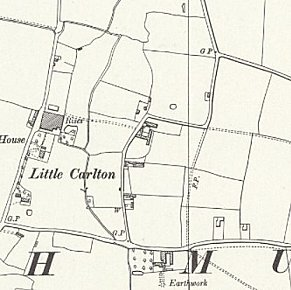 G.P
House
Little Carlton
F.P.
W
G.P
G.P
H M U
Earthwork